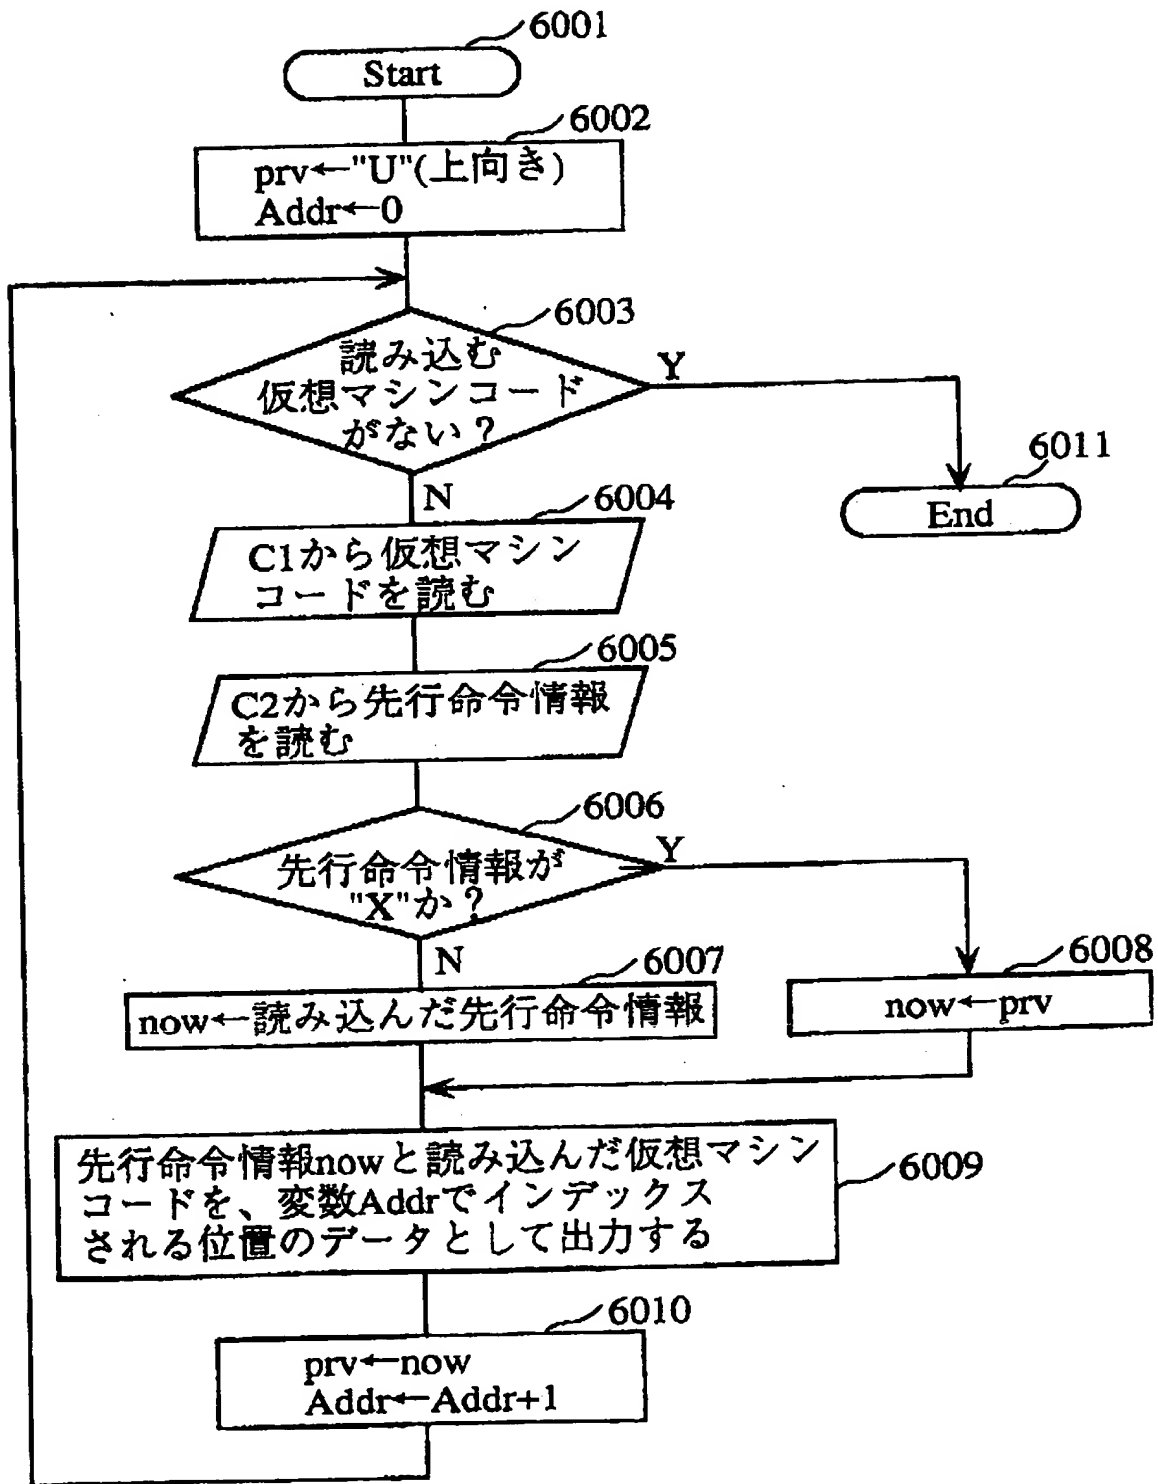 6001
Start
6002
prv←"U"(上向き)
Addr←0
6003
読み込む
仮想マシンコード
がない?
Y
N
6011
End
6004
C1から仮想マシン
コードを読む
6005
C2から先行命令情報
を読む
6006
先行命令情報が
"X"か?
Y
N
6007
now←読み込んだ先行命令情報
6008
now←prv
先行命令情報nowと読み込んだ仮想マシン
コードを、変数Addrでインデックス
される位置のデータとして出力する
6009
6010
prv←now
Addr←Addr+1